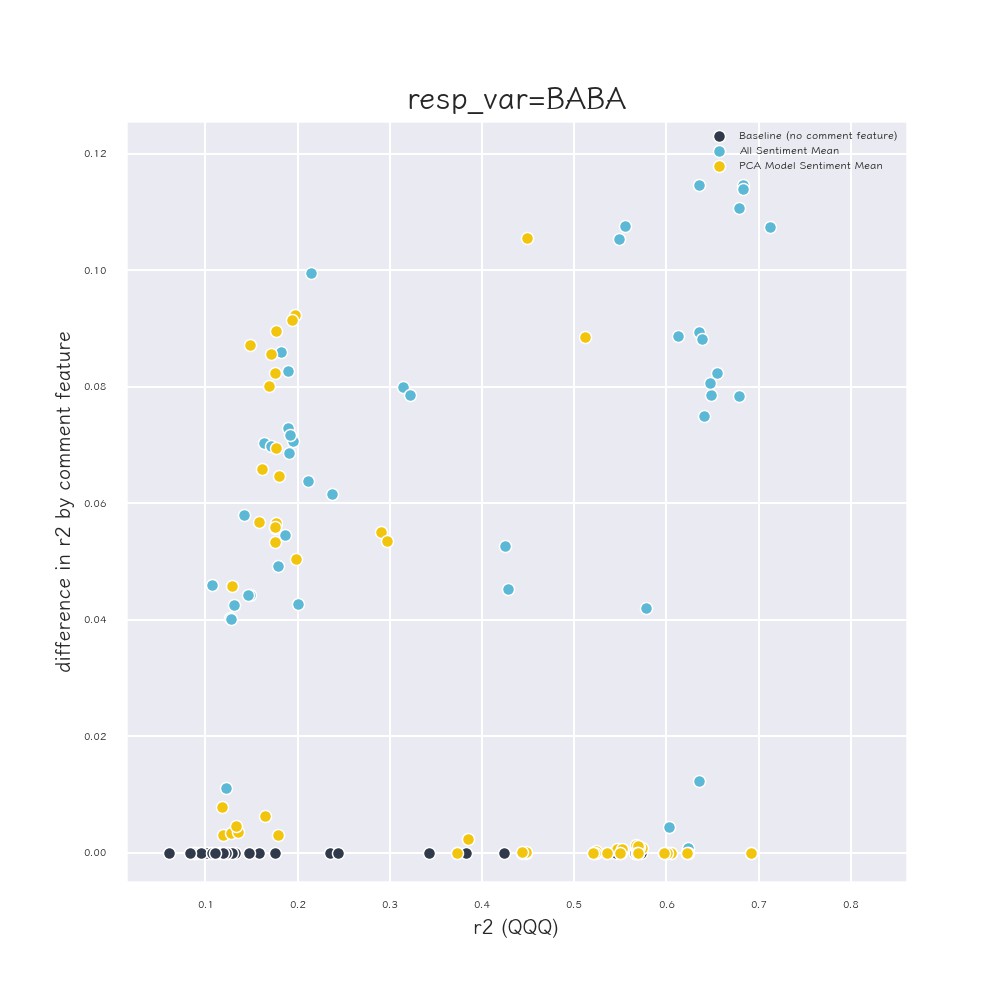 resp_var=BABA
Baseline (no comment feature)
All Sentiment Mean
PCA Model Sentiment Mean
0.12
0.10
0.08
0.06
0.04
0.02
0.00
difference in r2 by comment feature
0.1 0.2 0.3 0.4 0.5 0.6 0.7 0.8
r2 (QQQ)